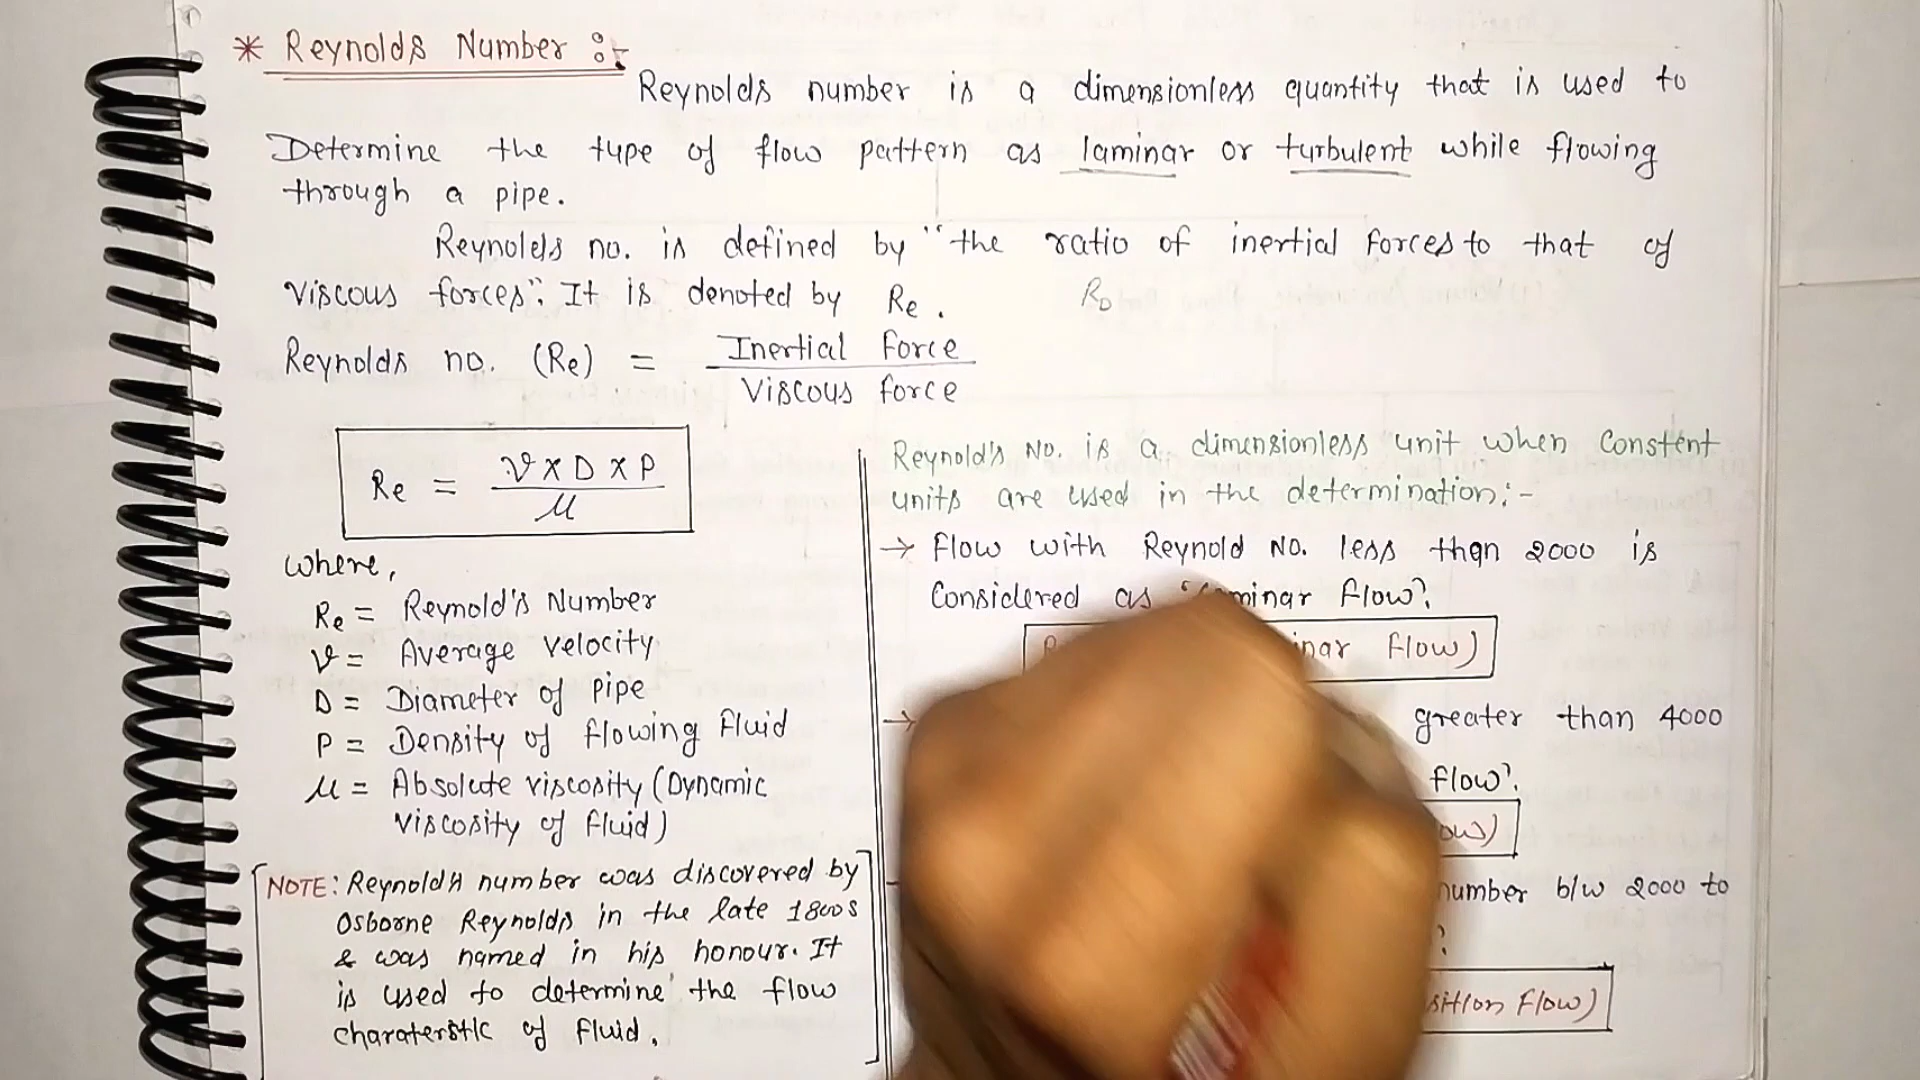 * Reynolds Number :-
Reynolds number is a dimensionless quantity that is used to
Determine the type of flow pattern as laminar or turbulent while flowing
through a pipe.
Reynolds no. is defined by "the ratio of inertial forces to that of
viscous forces". It is denoted by Re.
Reynolds no. (Re) = Inertial force
Viscous force
Re = v x D x P
μ
where,
Re = Reynold's Number
v = Average velocity
D = Diameter of pipe
P = Density of flowing fluid
μ = Absolute viscosity (Dynamic
viscosity of fluid)
NOTE: Reynolds number was discovered by
Osborne Reynolds in the late 1800s
& was named in his honour. It
is used to determine the flow
charaterstic of fluid.
Reynold's No. is a dimensionless unit when constent
units are used in the determination:-
→ Flow with Reynold No. less than 2000 is
Considered as "Laminar flow".
flow)
→ greater than 4000
flow".
number b/w 2000 to
flow)